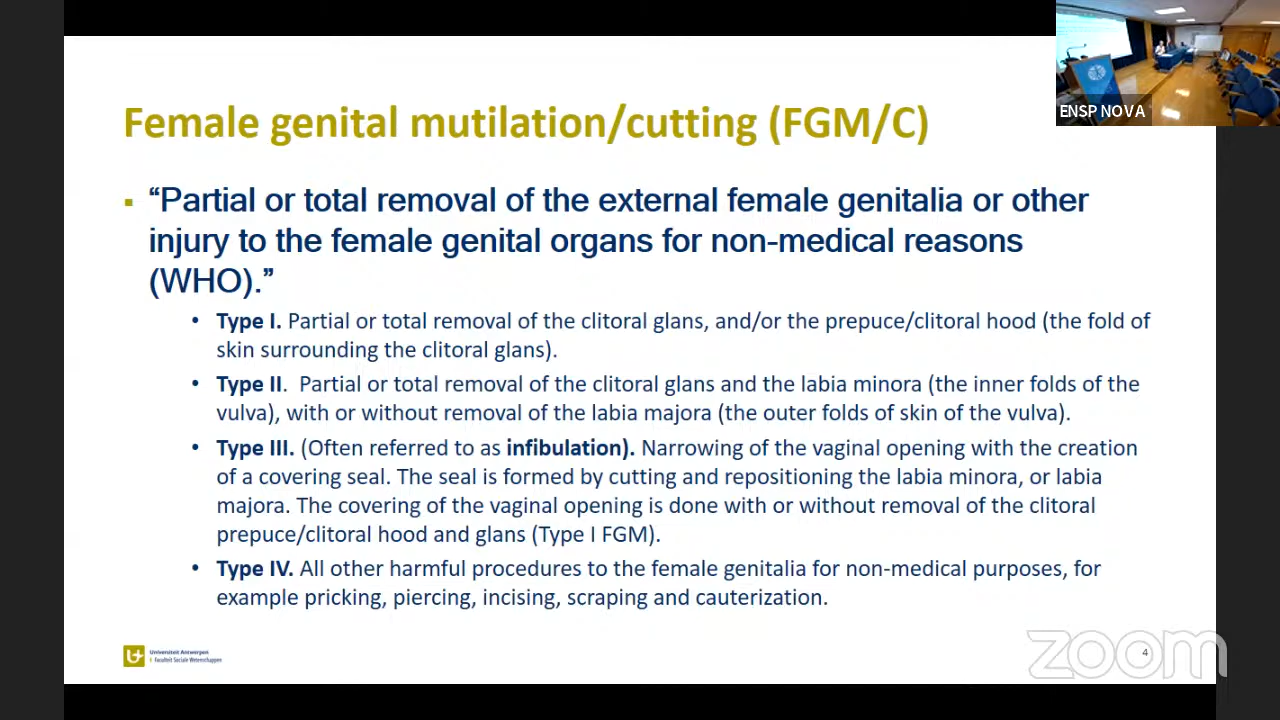 ENSP NOVA
Female genital mutilation/cutting (FGM/C)
▪ “Partial or total removal of the external female genitalia or other
injury to the female genital organs for non-medical reasons
(WHO).”
• Type I. Partial or total removal of the clitoral glans, and/or the prepuce/clitoral hood (the fold of
skin surrounding the clitoral glans).
• Type II. Partial or total removal of the clitoral glans and the labia minora (the inner folds of the
vulva), with or without removal of the labia majora (the outer folds of skin of the vulva).
• Type III. (Often referred to as infibulation). Narrowing of the vaginal opening with the creation
of a covering seal. The seal is formed by cutting and repositioning the labia minora, or labia
majora. The covering of the vaginal opening is done with or without removal of the clitoral
prepuce/clitoral hood and glans (Type I FGM).
• Type IV. All other harmful procedures to the female genitalia for non-medical purposes, for
example pricking, piercing, incising, scraping and cauterization.
Universiteit Antwerpen
| Faculteit Sociale Wetenschappen
zoom
4